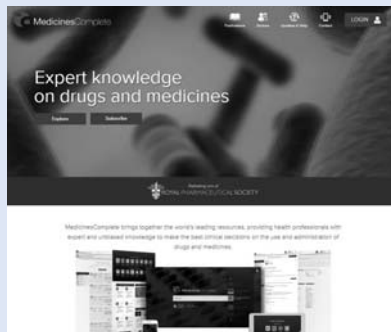 MedicinesComplete
Publications
Contact
LOGIN
Expert knowledge
on drugs and medicines
Explore
Subscribe
ROYAL PHARMACEUTICAL SOCIETY
MedicinesComplete brings together the world's leading resources, providing health professionals with
expert and unbiased knowledge to make the best clinical decisions on the use and administration of
drugs and medicines.